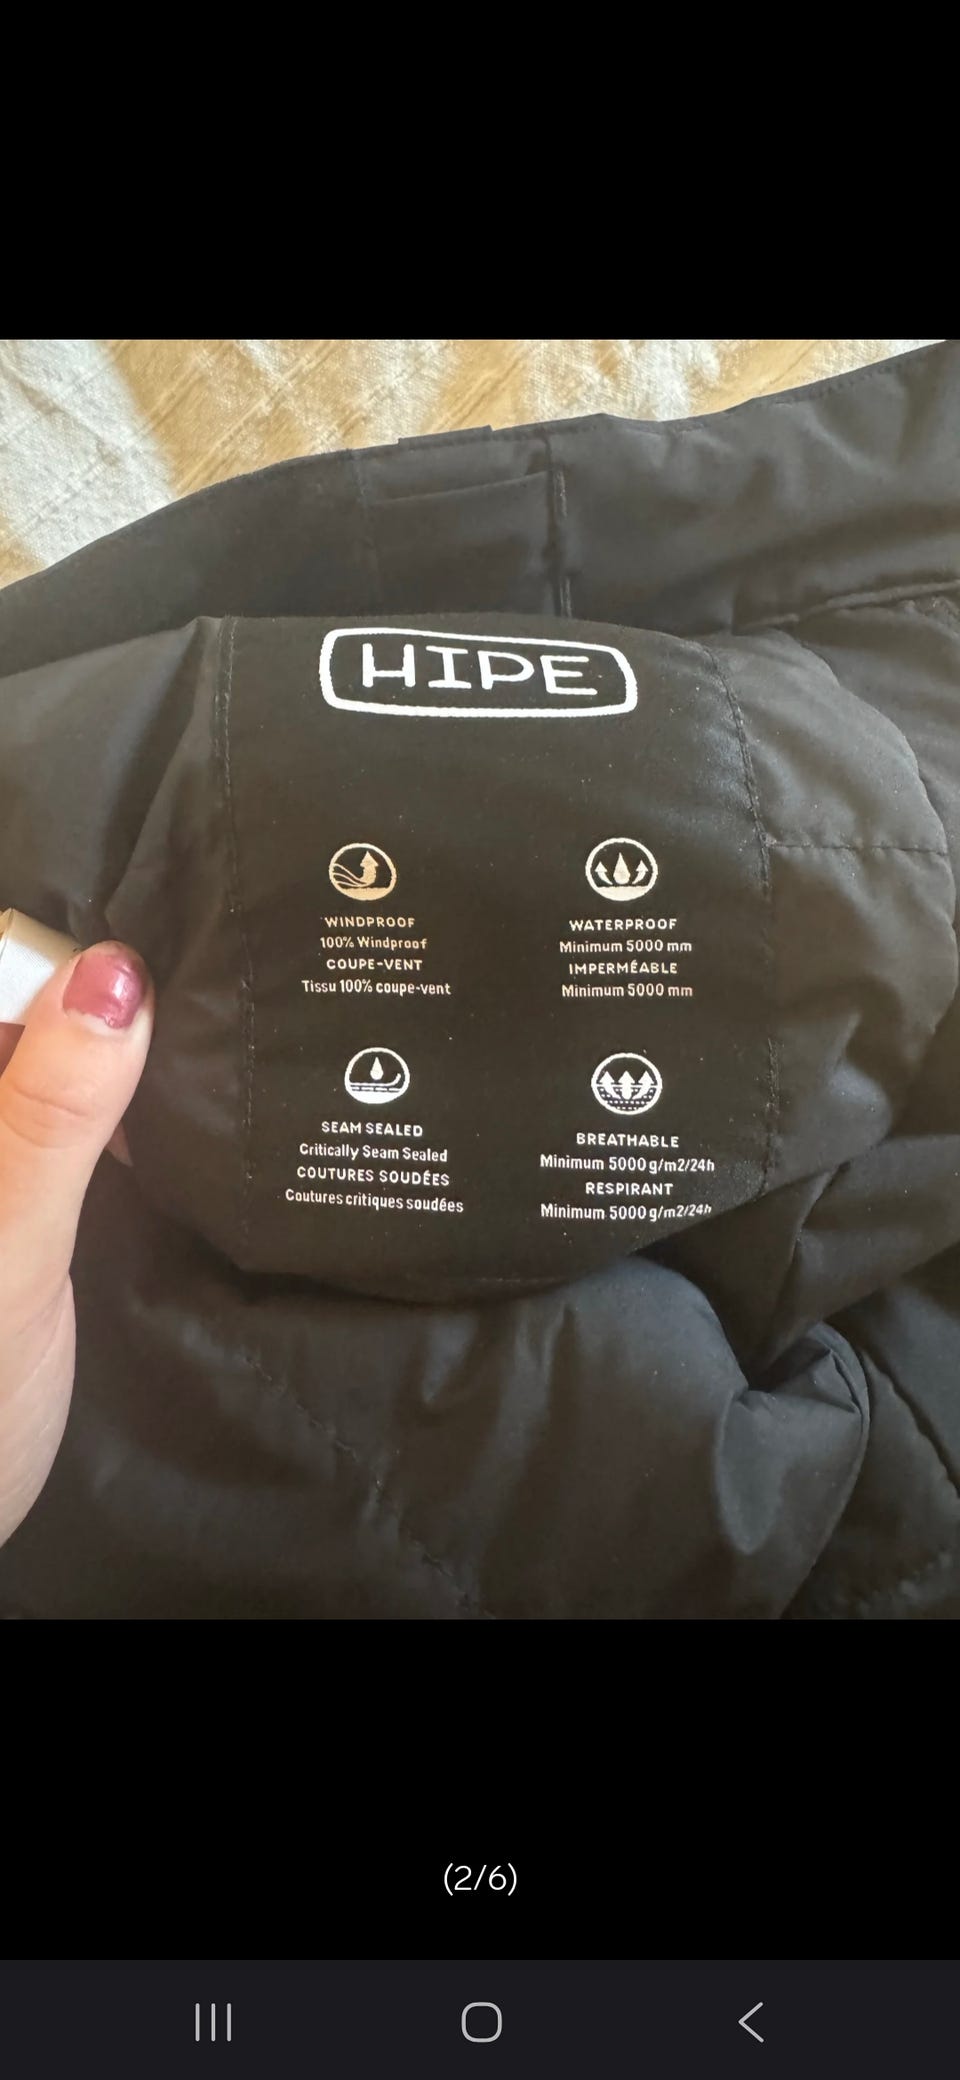 HIPE
WINDPROOF
100% Windproof
COUPE-VENT
Tissu 100% coupe-vent
WATERPROOF
Minimum 5000 mm
IMPERMÉABLE
Minimum 5000 mm
SEAM SEALED
Critically Seam Sealed
COUTURES SOUDÉES
Coutures critiques soudées
BREATHABLE
Minimum 5000 g/m2/24h
RESPIRANT
Minimum 5000 g/m2/24h
(2/6)